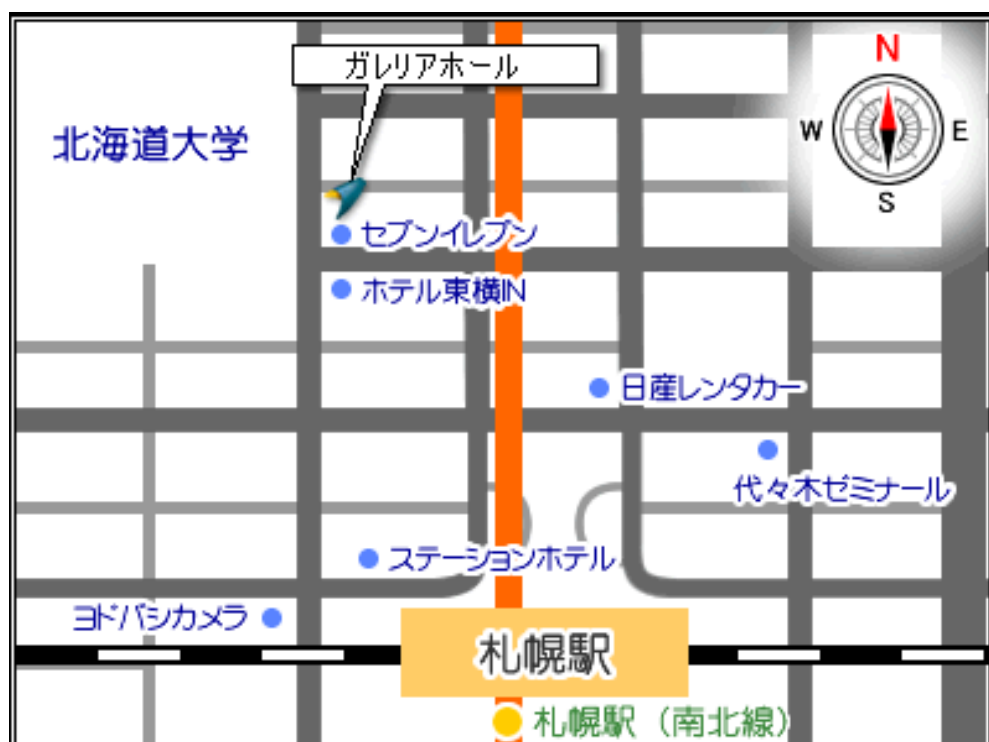 ガレリアホール
N
北海道大学
W
E
S
セブンイレブン
ホテル東横IN
日産レンタカー
代々木ゼミナール
ステーションホテル
ヨドバシカメラ
札幌駅
札幌駅（南北線）